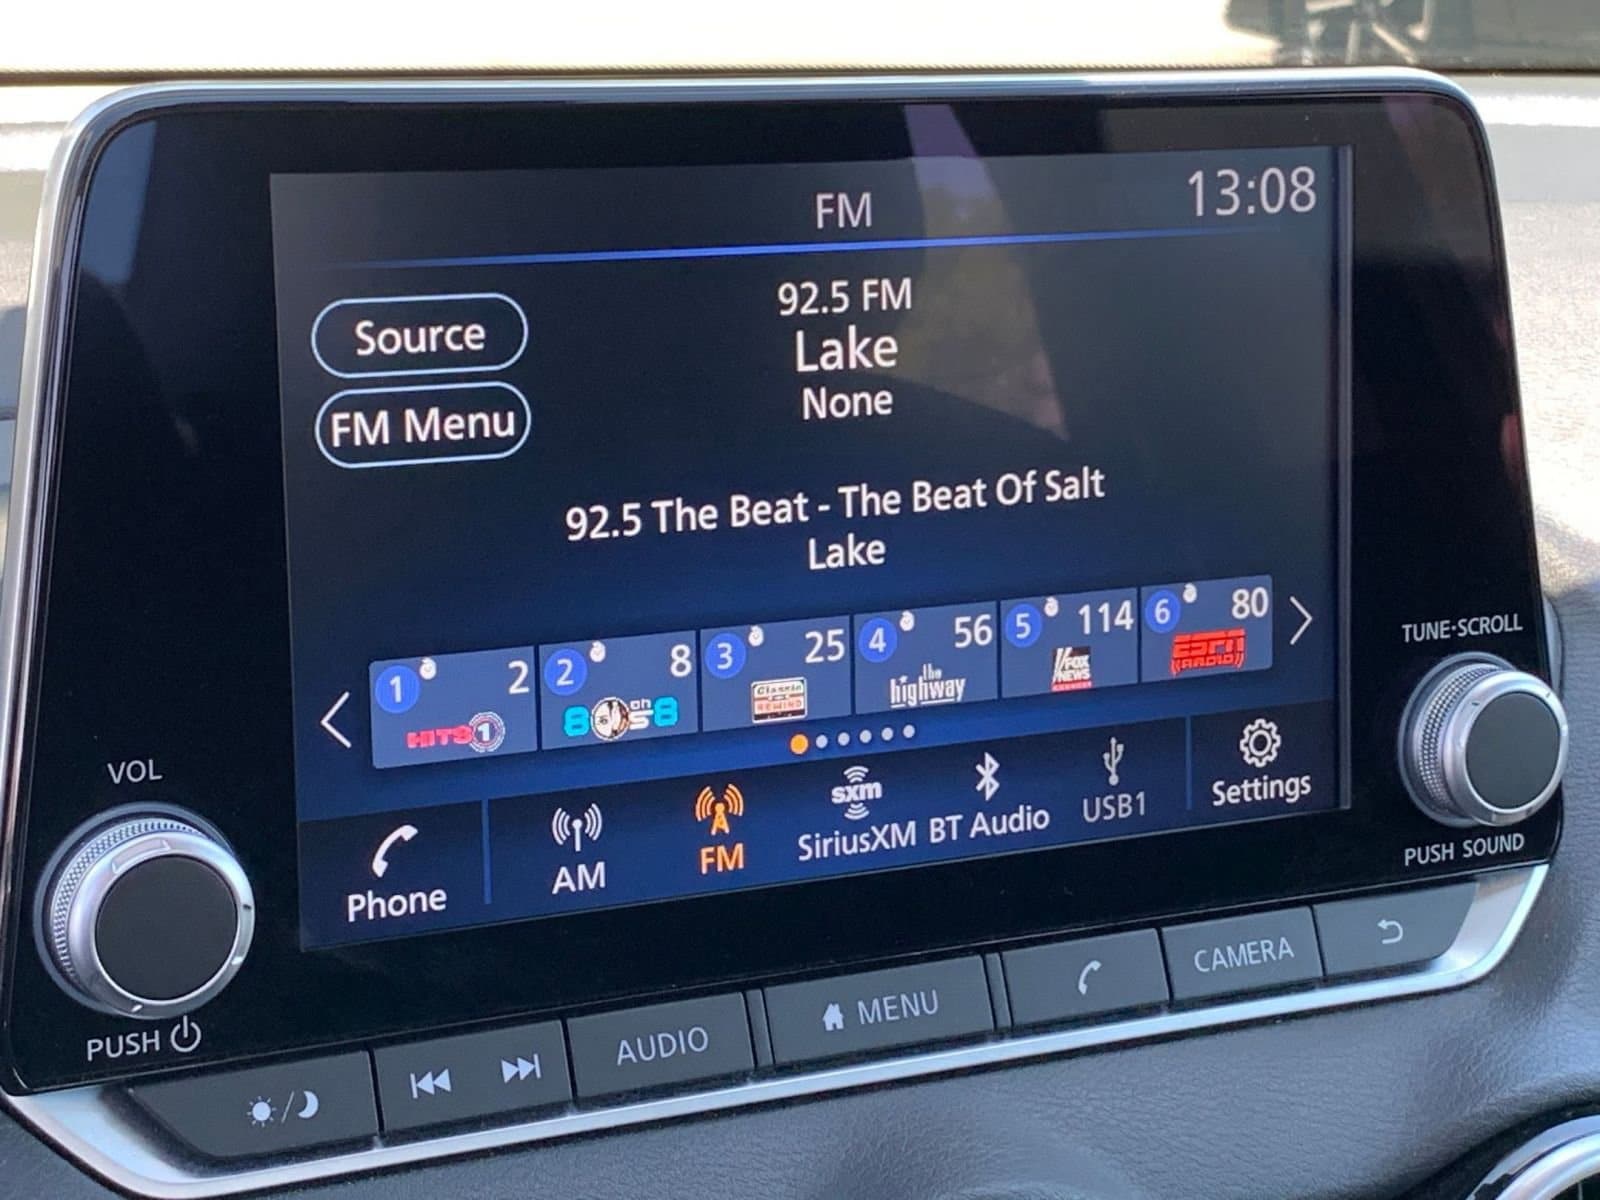 FM
13:08
Source
92.5 FM
Lake
None
FM Menu
92.5 The Beat - The Beat Of Salt
Lake
1 2
HITS 1
2 8
80s on 8
3 25
Classic
REWIND
4 56
the
highway
5 114
FOX
NEWS
6 80
ESPN
RADIO
Phone
AM
FM
sxm
SiriusXM
BT Audio
USB1
Settings
VOL
PUSH
TUNE·SCROLL
PUSH SOUND
AUDIO
MENU
CAMERA